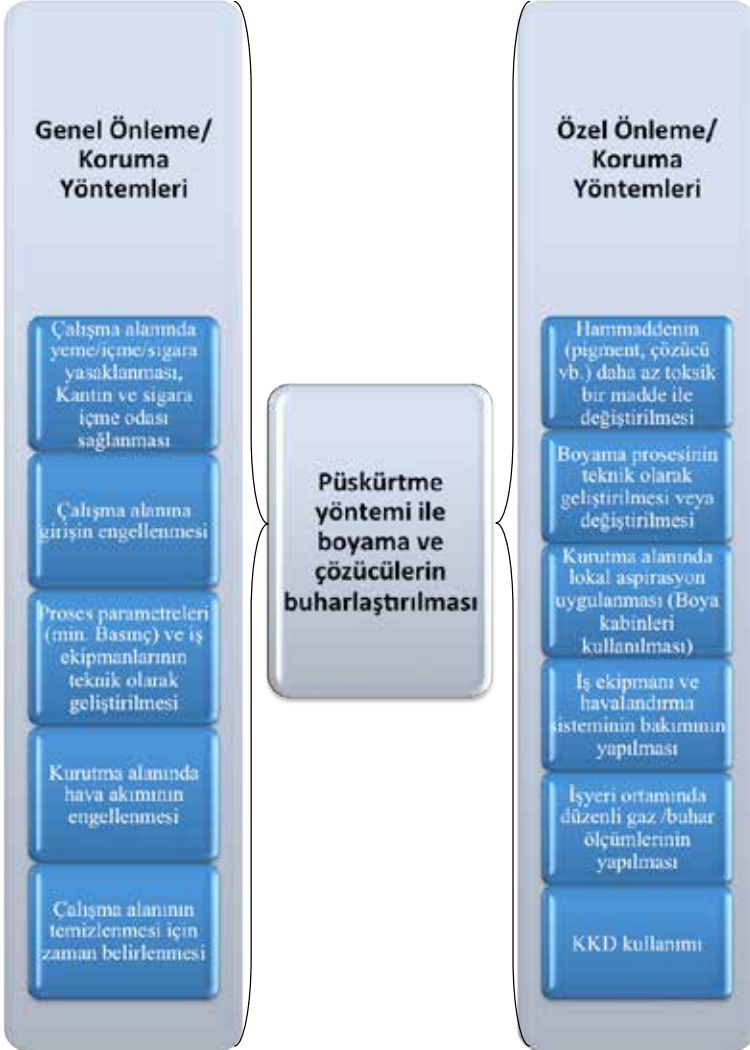 Genel Önleme/
Koruma
Yöntemleri
Çalışma alanında
yeme/içme/sigara
yasaklanması,
Kantin ve sigara
içme odası
sağlanması
Çalışma alanına
girişin engellenmesi
Proses parametreleri
(min. Basınç) ve iş
ekipmanlarının
teknik olarak
geliştirilmesi
Kurutma alanında
hava akımının
engellenmesi
Çalışma alanının
temizlenmesi için
zaman belirlenmesi
Püskürtme
yöntemi ile
boyama ve
çözücülerin
buharlaştırılması
Özel Önleme/
Koruma
Yöntemleri
Hammaddenin
(pigment, çözücü
vb.) daha az toksik
bir madde ile
değiştirilmesi
Boyama prosesinin
teknik olarak
geliştirilmesi veya
değiştirilmesi
Kurutma alanında
lokal aspirasyon
uygulanması (Boya
kabinleri
kullanılması)
İş ekipmanı ve
havalandırma
sisteminin bakımının
yapılması
İşyeri ortamında
düzenli gaz /buhar
ölçümlerinin
yapılması
KKD kullanımı